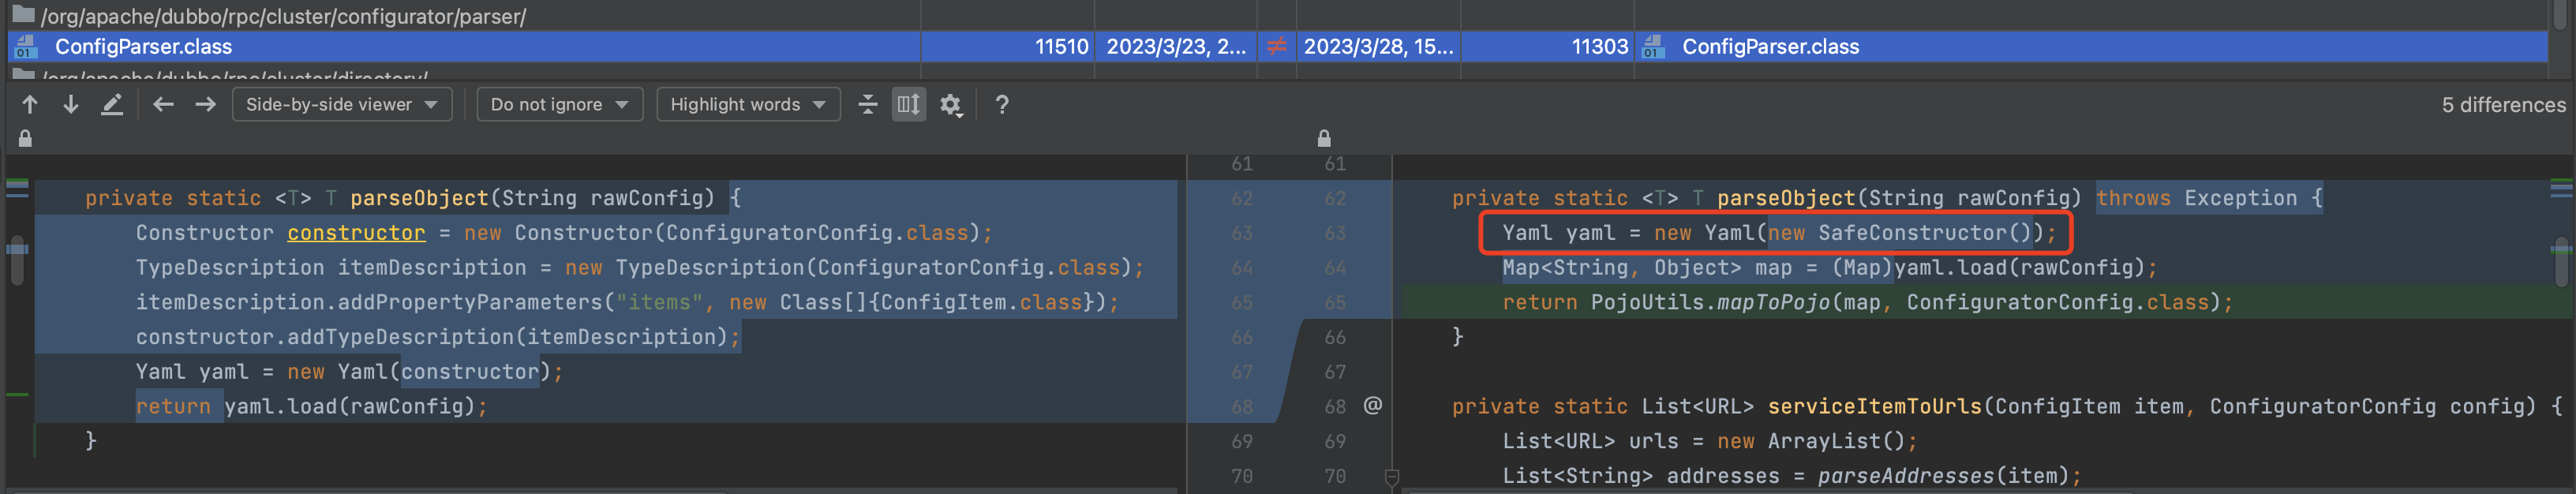 /org/apache/dubbo/rpc/cluster/configurator/parser/
01 ConfigParser.class 11510 2023/3/23, 2... ≠ 2023/3/28, 15... 11303 01 ConfigParser.class
/org/apache/dubbo/rpc/cluster/directory/
Side-by-side viewer Do not ignore Highlight words ? 5 differences
61 61
private static <T> T parseObject(String rawConfig) { 62 62 private static <T> T parseObject(String rawConfig) throws Exception {
Constructor constructor = new Constructor(ConfiguratorConfig.class); 63 63 Yaml yaml = new Yaml(new SafeConstructor());
TypeDescription itemDescription = new TypeDescription(ConfiguratorConfig.class); 64 64 Map<String, Object> map = (Map)yaml.load(rawConfig);
itemDescription.addPropertyParameters("items", new Class[]{ConfigItem.class}); 65 65 return PojoUtils.mapToPojo(map, ConfiguratorConfig.class);
constructor.addTypeDescription(itemDescription); 66 66 }
Yaml yaml = new Yaml(constructor); 67 67
return yaml.load(rawConfig); 68 68 @ private static List<URL> serviceItemToUrls(ConfigItem item, ConfiguratorConfig config) {
} 69 69 List<URL> urls = new ArrayList();
70 70 List<String> addresses = parseAddresses(item);